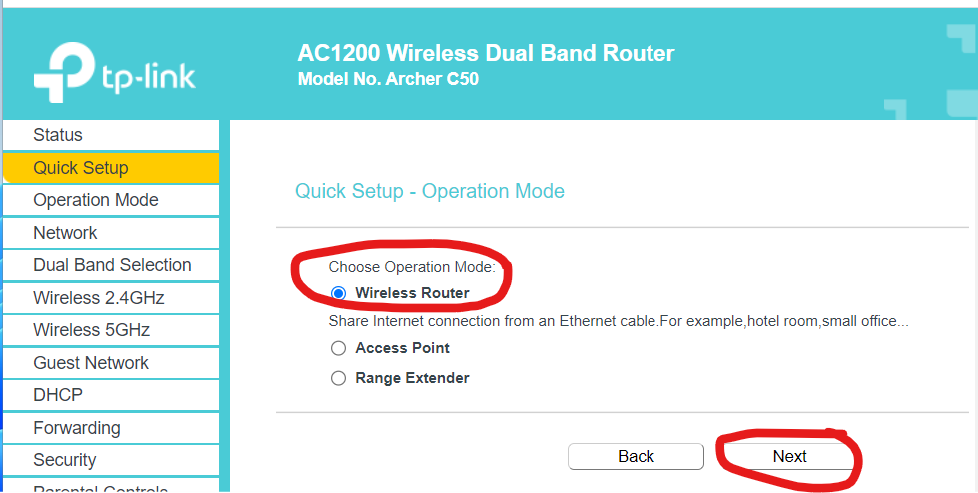 tp-link
AC1200 Wireless Dual Band Router
Model No. Archer C50
Status
Quick Setup
Operation Mode
Network
Dual Band Selection
Wireless 2.4GHz
Wireless 5GHz
Guest Network
DHCP
Forwarding
Security
Parental Controls
Quick Setup - Operation Mode
Choose Operation Mode:
Wireless Router
Share Internet connection from an Ethernet cable.For example,hotel room,small office...
Access Point
Range Extender
Back
Next